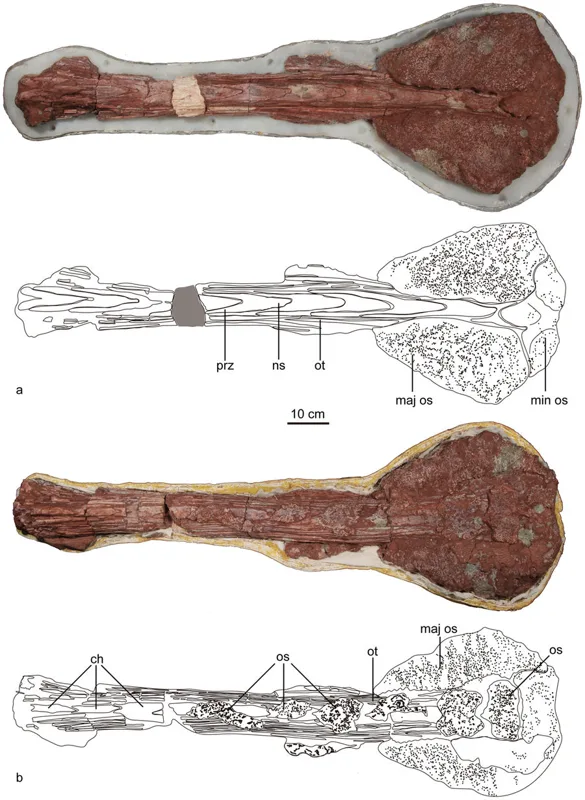 prz ns ot
maj os min os
a
10 cm
maj os
os
ch os ot
b